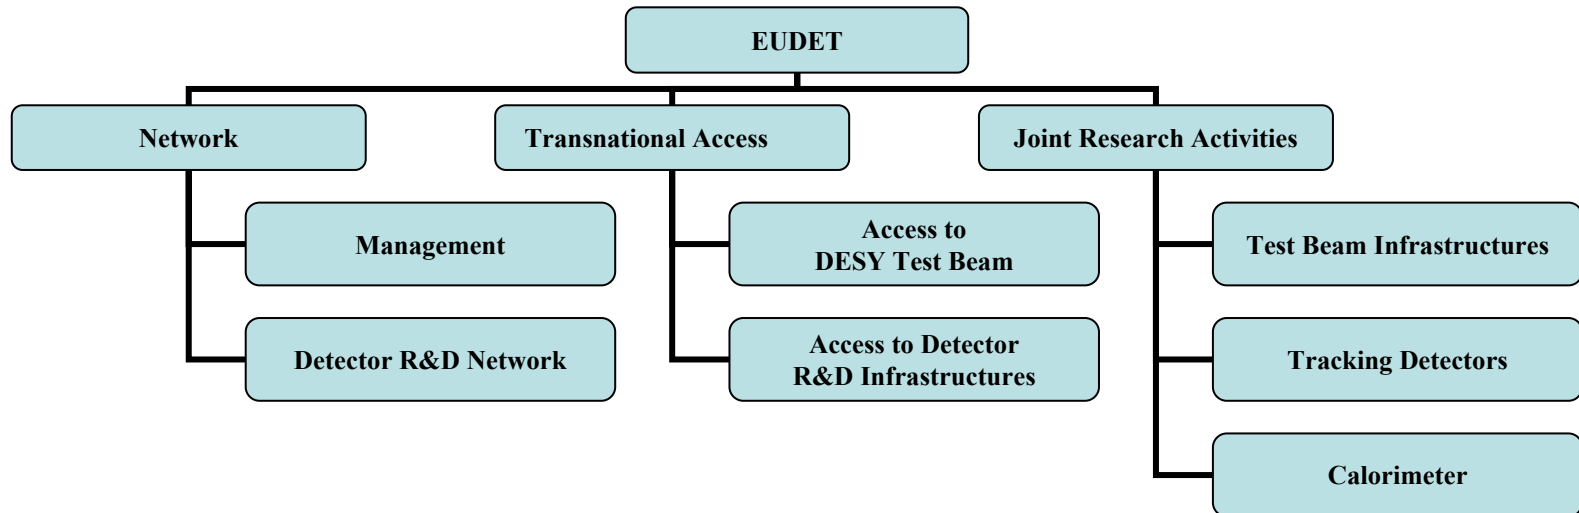 EUDET
Network
Transnational Access
Joint Research Activities
Management
Access to
DESY Test Beam
Test Beam Infrastructures
Detector R&D Network
Access to Detector
R&D Infrastructures
Tracking Detectors
Calorimeter